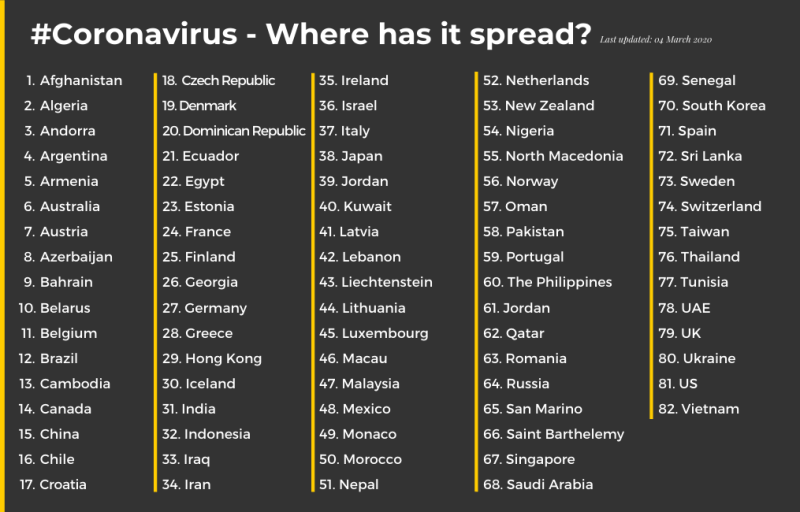 #Coronavirus - Where has it spread? Last updated: 04 March 2020
1. Afghanistan
2. Algeria
3. Andorra
4. Argentina
5. Armenia
6. Australia
7. Austria
8. Azerbaijan
9. Bahrain
10. Belarus
11. Belgium
12. Brazil
13. Cambodia
14. Canada
15. China
16. Chile
17. Croatia
18. Czech Republic
19. Denmark
20. Dominican Republic
21. Ecuador
22. Egypt
23. Estonia
24. France
25. Finland
26. Georgia
27. Germany
28. Greece
29. Hong Kong
30. Iceland
31. India
32. Indonesia
33. Iraq
34. Iran
35. Ireland
36. Israel
37. Italy
38. Japan
39. Jordan
40. Kuwait
41. Latvia
42. Lebanon
43. Liechtenstein
44. Lithuania
45. Luxembourg
46. Macau
47. Malaysia
48. Mexico
49. Monaco
50. Morocco
51. Nepal
52. Netherlands
53. New Zealand
54. Nigeria
55. North Macedonia
56. Norway
57. Oman
58. Pakistan
59. Portugal
60. The Philippines
61. Jordan
62. Qatar
63. Romania
64. Russia
65. San Marino
66. Saint Barthelemy
67. Singapore
68. Saudi Arabia
69. Senegal
70. South Korea
71. Spain
72. Sri Lanka
73. Sweden
74. Switzerland
75. Taiwan
76. Thailand
77. Tunisia
78. UAE
79. UK
80. Ukraine
81. US
82. Vietnam